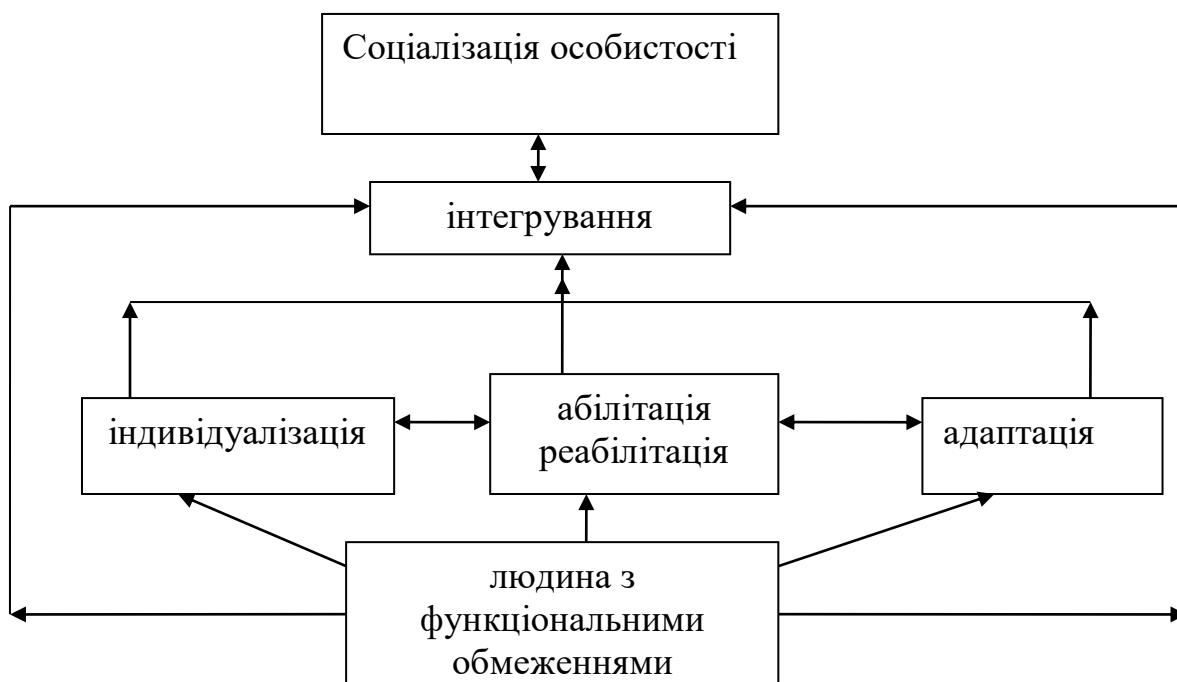 Соціалізація особистості
інтегрування
індивідуалізація
абілітація
реабілітація
адаптація
людина з
функціональними
обмеженнями